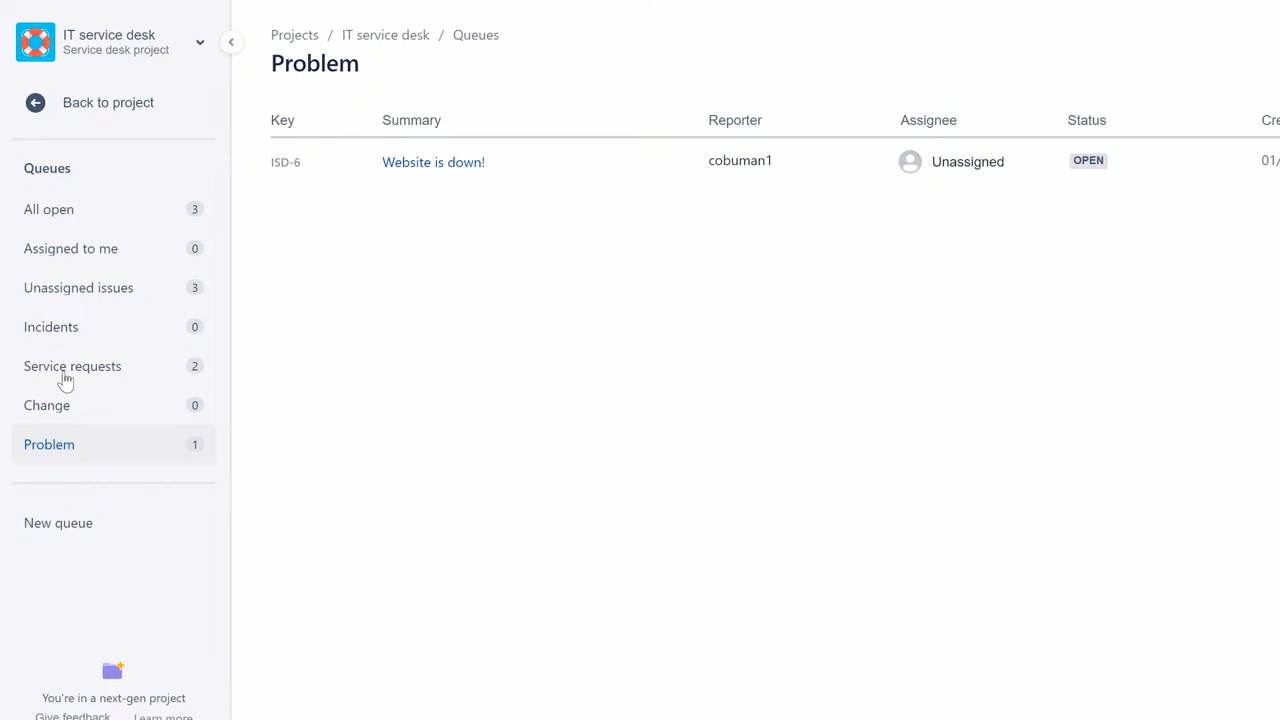 IT service desk
Service desk project
Back to project
Queues
All open 3
Assigned to me 0
Unassigned issues 3
Incidents 0
Service requests 2
Change 0
Problem 1
New queue
You're in a next-gen project
Give feedback Learn more
Projects / IT service desk / Queues
Problem
Key Summary Reporter Assignee Status
ISD-6 Website is down! cobuman1 Unassigned OPEN 01/